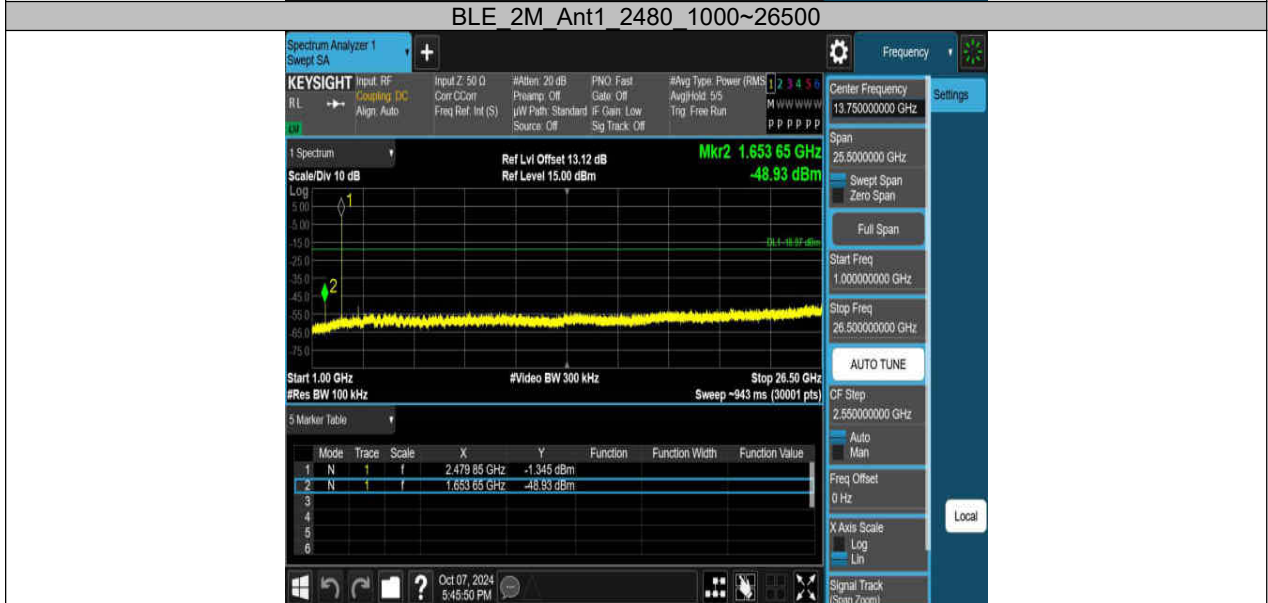 BLE_2M_Ant1_2480_1000~26500
Spectrum Analyzer 1
Swept SA
+
Frequency
KEYSIGHT
RL
LM
Input: RF
Coupling: DC
Align: Auto
Input Z: 50 Ω
Corr CCorr
Freq Ref: Int (S)
#Atten: 20 dB
Preamp: Off
µW Path: Standard
Source: Off
PNO: Fast
Gate: Off
IF Gain: Low
Sig Track: Off
#Avg Type: Power (RMS
Avg|Hold: 5/5
Trig: Free Run
1 2 3 4 5 6
M W W W W W
P P P P P P
Center Frequency
13.750000000 GHz
Settings
1 Spectrum
Scale/Div 10 dB
Ref Lvl Offset 13.12 dB
Ref Level 15.00 dBm
Mkr2 1.653 65 GHz
-48.93 dBm
Span
25.5000000 GHz
Swept Span
Zero Span
Full Span
Log
5.00
-5.00
-15.0
-25.0
-35.0
-45.0
-55.0
-65.0
-75.0
1
2
DL1 -18.97 dBm
Start Freq
1.000000000 GHz
Stop Freq
26.500000000 GHz
AUTO TUNE
Start 1.00 GHz
#Video BW 300 kHz
Stop 26.50 GHz
#Res BW 100 kHz
Sweep ~943 ms (30001 pts)
CF Step
2.550000000 GHz
Auto
Man
5 Marker Table
Mode Trace Scale X Y Function Function Width Function Value
1 N 1 f 2.479 85 GHz -1.345 dBm
2 N 1 f 1.653 65 GHz -48.93 dBm
3
4
5
6
Freq Offset
0 Hz
X Axis Scale
Log
Lin
Local
Signal Track
(Span Zoom)
?
Oct 07, 2024
5:45:50 PM